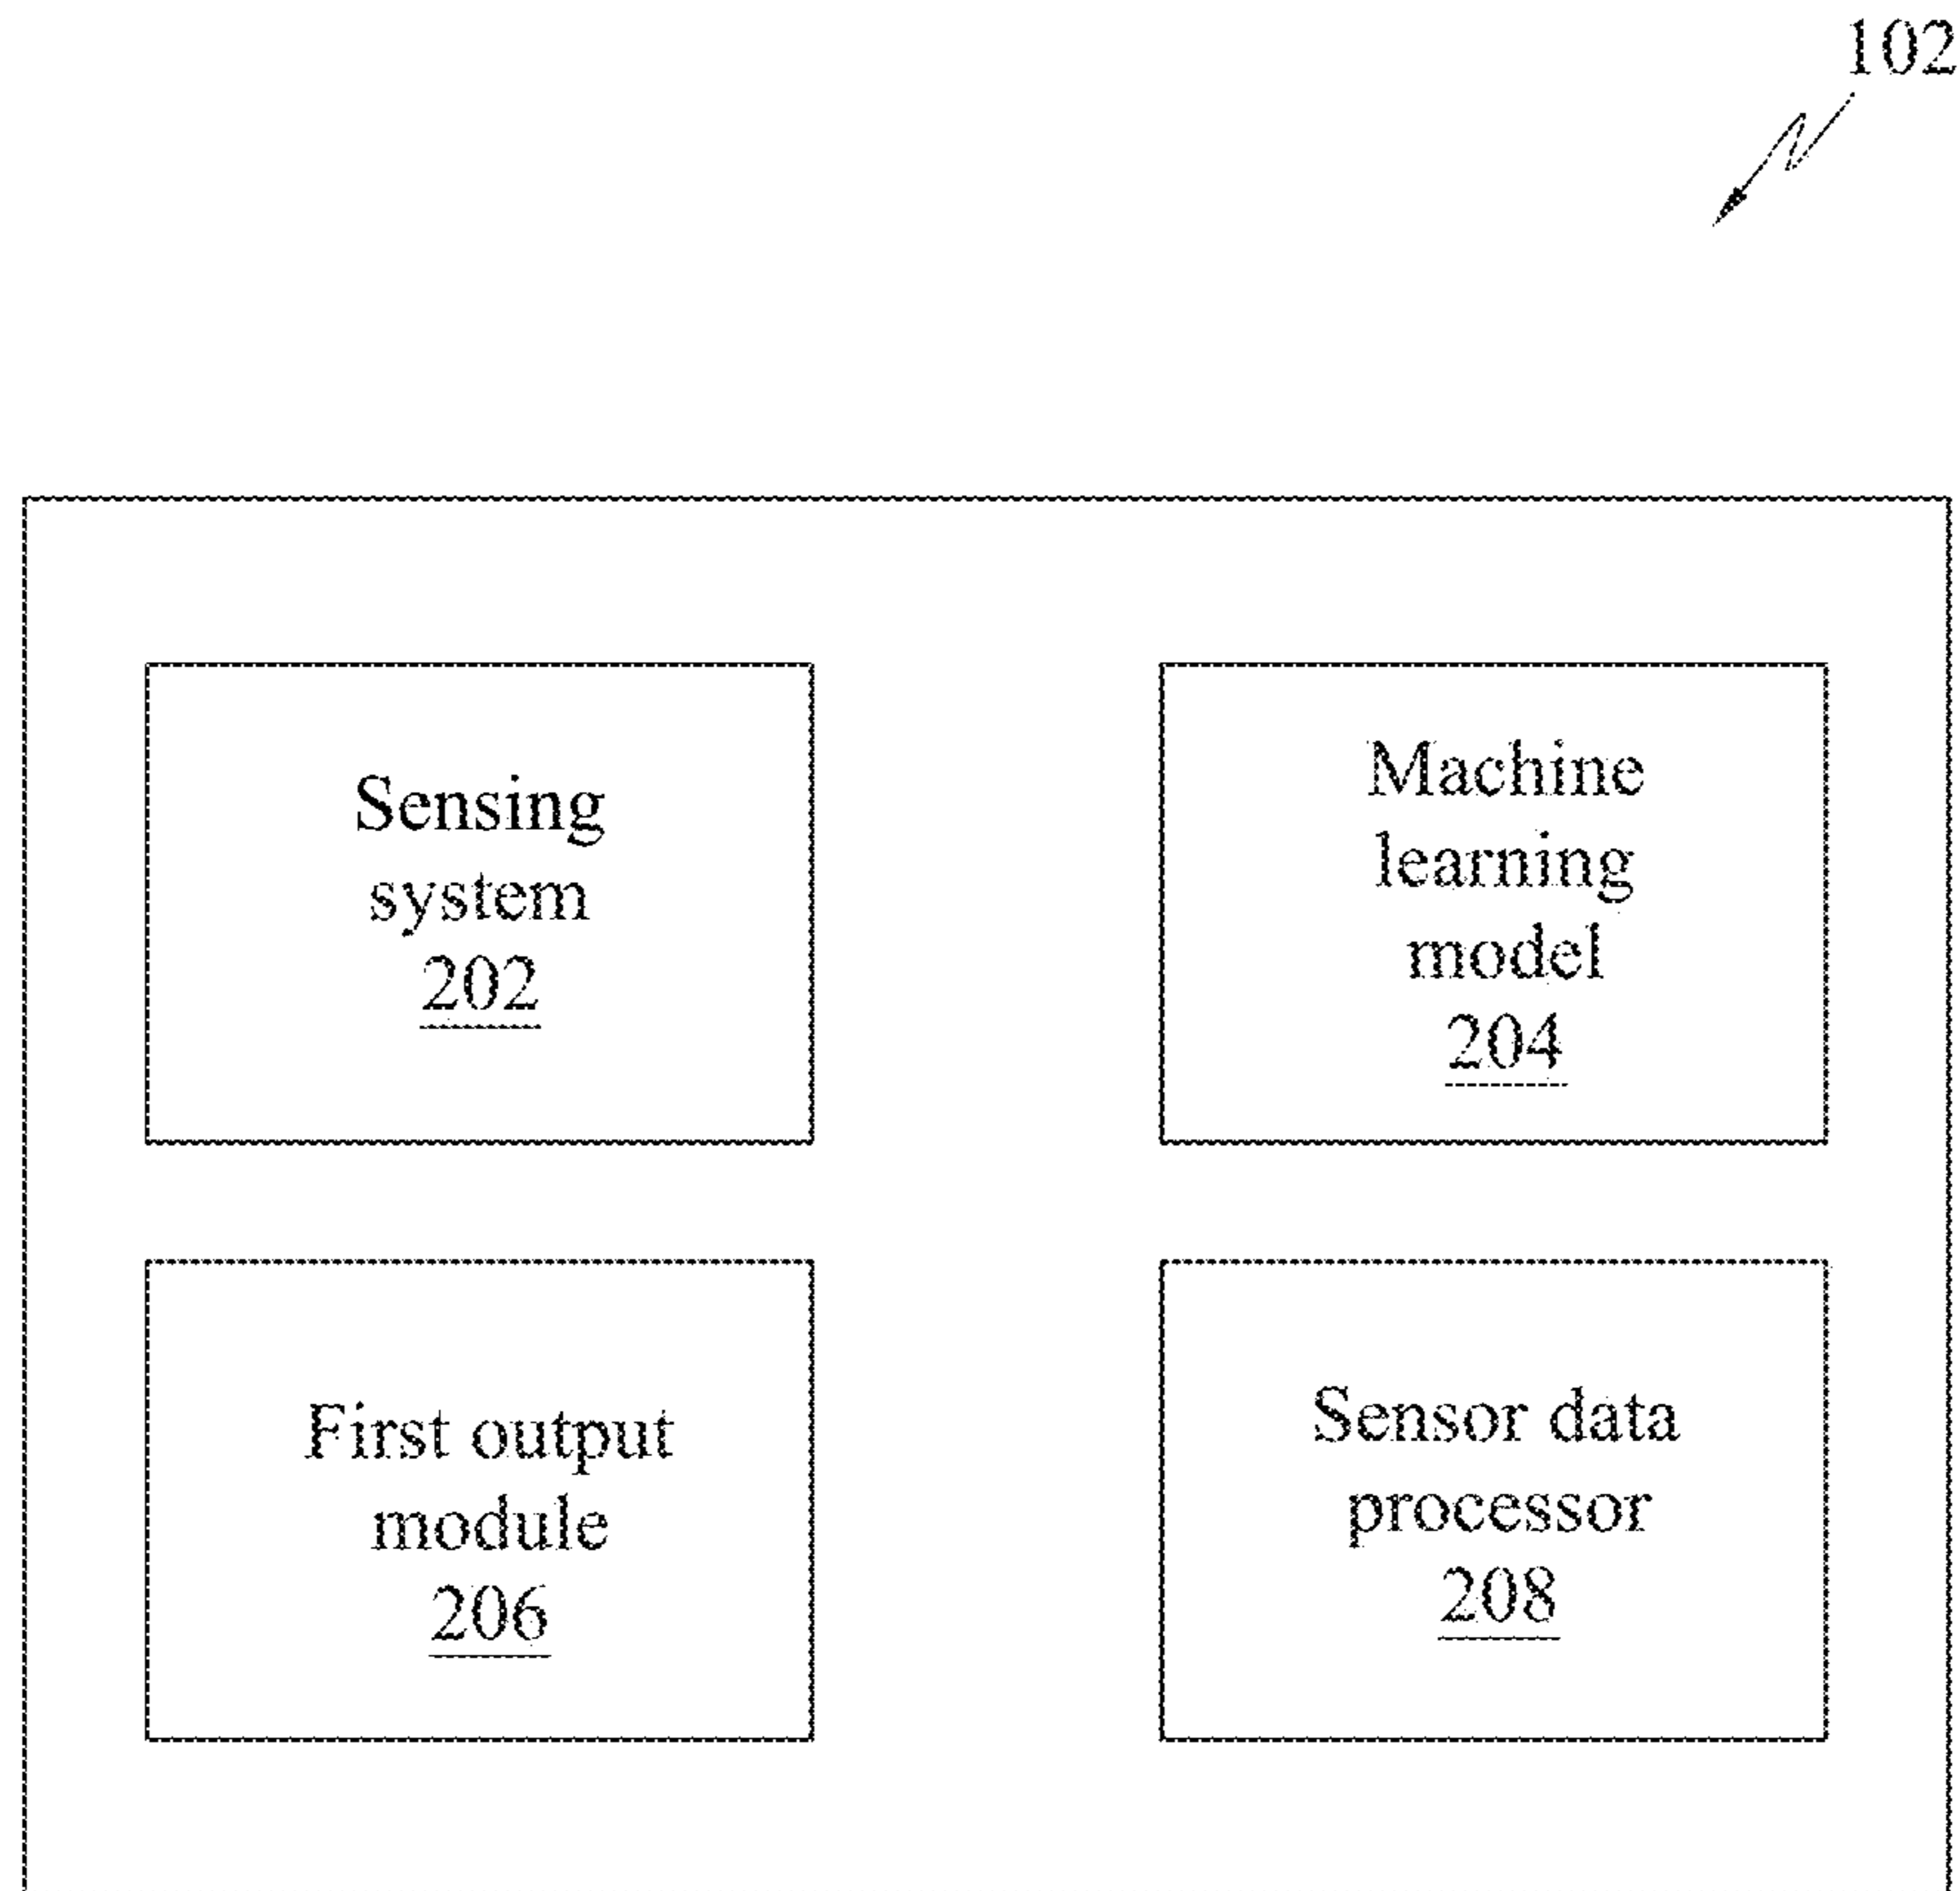 102
Sensing
system
202
Machine
learning
model
204
First output
module
206
Sensor data
processor
208